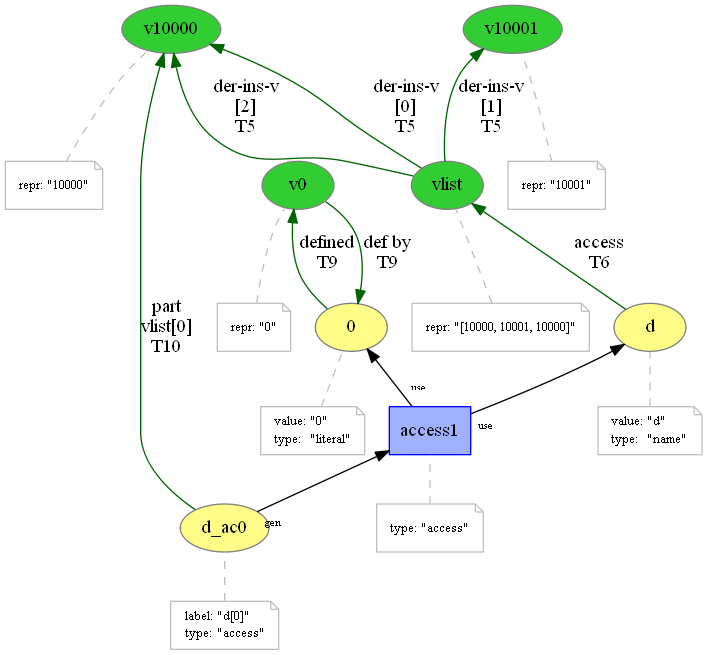 v10000
v10001
der-ins-v
[2]
T5
der-ins-v
[0]
T5
der-ins-v
[1]
T5
repr: "10000"
v0
vlist
repr: "10001"
defined
T9
def by
T9
access
T6
part
vlist[0]
T10
repr: "0"
0
repr: "[10000, 10001, 10000]"
d
use
value: "0"
type: "literal"
access1
use
value: "d"
type: "name"
d_ac0
gen
type: "access"
label: "d[0]"
type: "access"